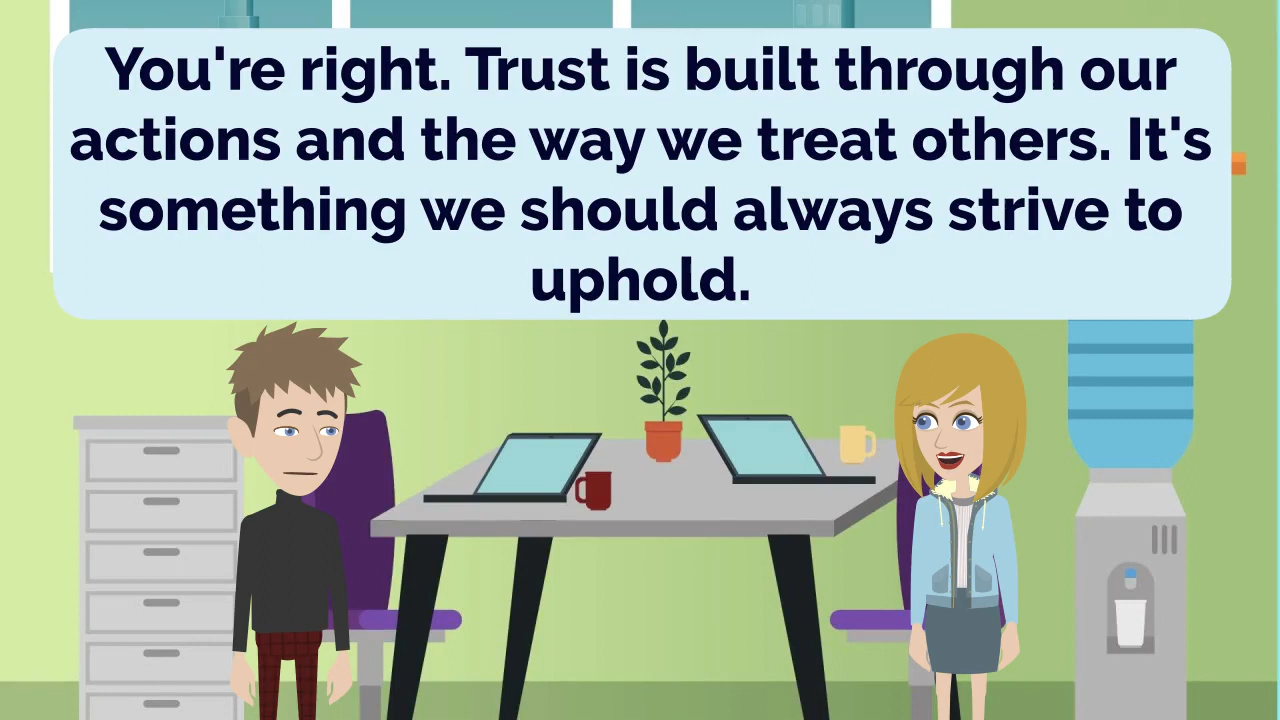 You're right. Trust is built through our
actions and the way we treat others. It's
something we should always strive to
uphold.